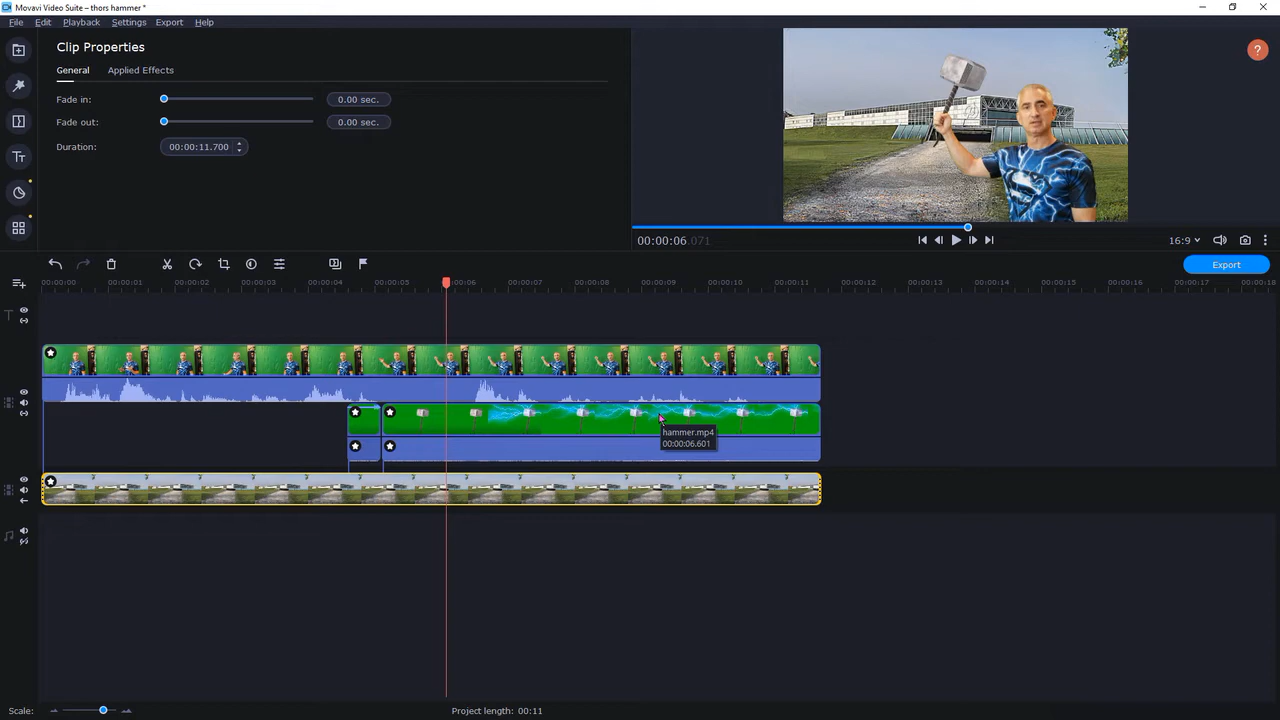 Movavi Video Suite – thors hammer *
File Edit Playback Settings Export Help
Clip Properties
General Applied Effects
Fade in: 0.00 sec.
Fade out: 0.00 sec.
Duration: 00:00:11.700
?
00:00:06.071
16:9
Export
00:00:00 00:00:01 00:00:02 00:00:03 00:00:04 00:00:05 00:00:06 00:00:07 00:00:08 00:00:09 00:00:10 00:00:11 00:00:12 00:00:13 00:00:14 00:00:15 00:00:16 00:00:17 00:00:18
hammer.mp4
00:00:06.601
Scale:
Project length: 00:11